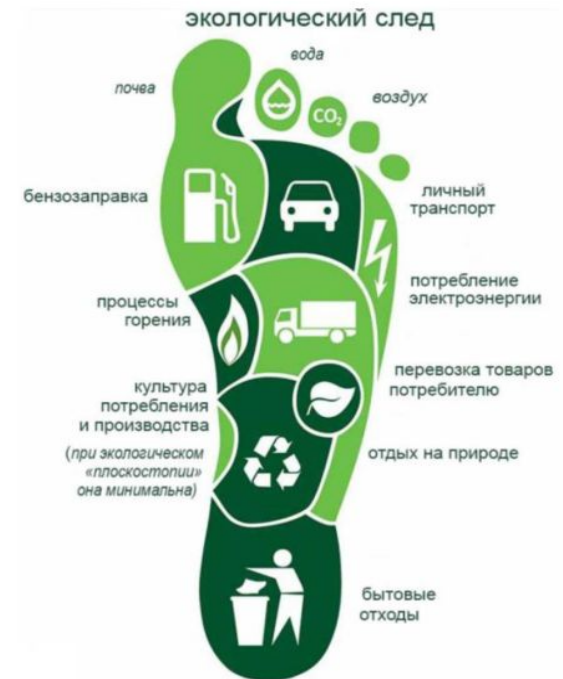 экологический след
вода
почва
CO₂
воздух
бензозаправка
личный
транспорт
потребление
электроэнергии
процессы
горения
перевозка товаров
потребителю
культура
потребления
и производства
(при экологическом
«плоскостопии»
она минимальна)
отдых на природе
бытовые
отходы